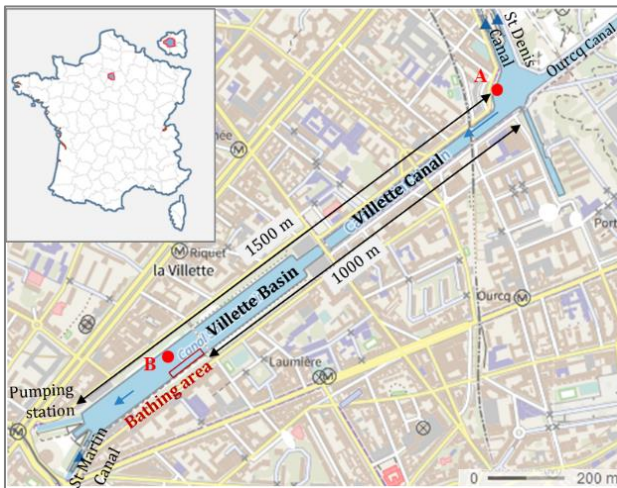 St Denis
Canal
Ourcq Canal
A
Villette Canal
1500 m
1000 m
Riquet
la Villette
Villette Basin
Canal
Port
Ourcq
B
Laumière
Bathing area
Pumping
station
St Martin
Canal
0 200 m